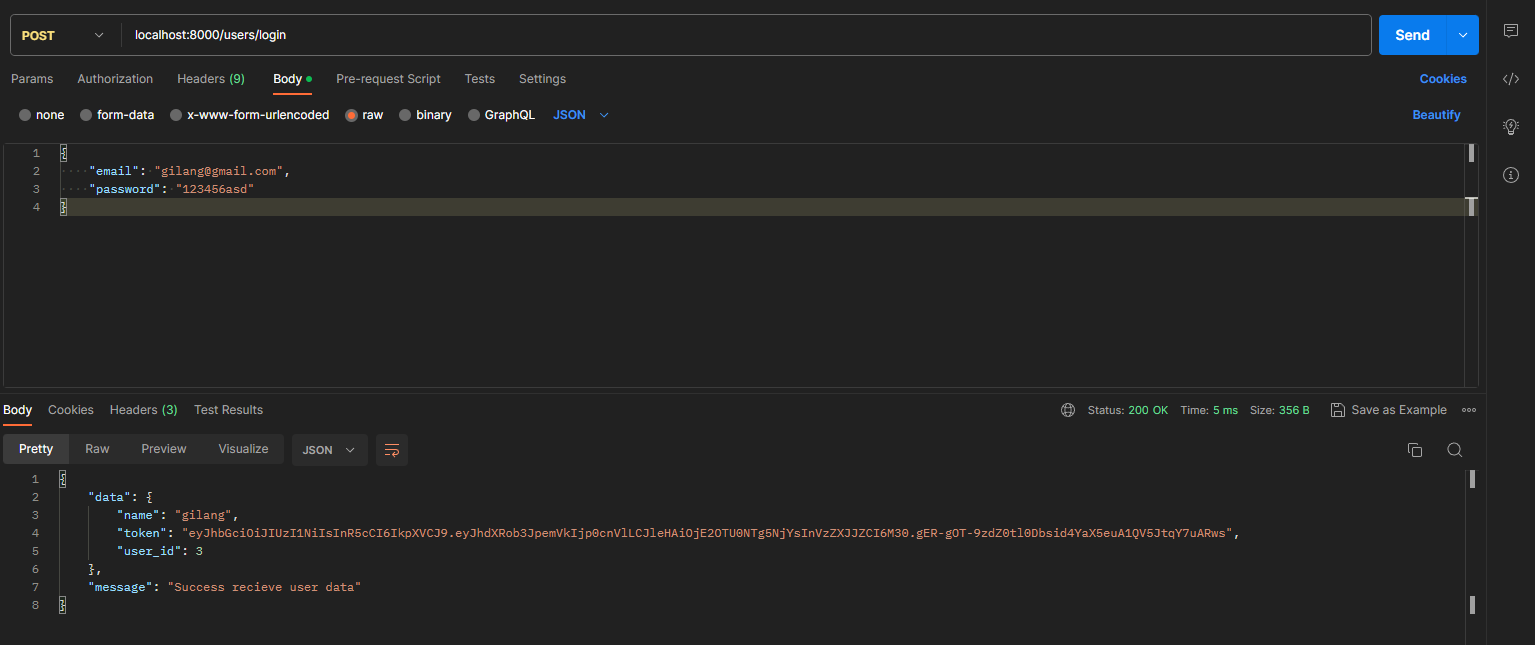 POST localhost:8000/users/login Send
Params Authorization Headers (9) Body Pre-request Script Tests Settings Cookies
none form-data x-www-form-urlencoded raw binary GraphQL JSON Beautify
1 {
2 "email": "gilang@gmail.com",
3 "password": "123456asd"
4 }
Body Cookies Headers (3) Test Results Status: 200 OK Time: 5 ms Size: 356 B Save as Example
Pretty Raw Preview Visualize JSON
1 {
2 "data": {
3 "name": "gilang",
4 "token": "eyJhbGciOiJIUzI1NiIsInR5cCI6IkpXVCJ9.eyJhdXRob3JpemVkIjp0cnVlLCJleHAiOjE2OTU0NTg5NjYsInVzZXJJZCI6M30.gER-gOT-9zdZ0tl0Dbsid4YaX5euA1QV5JtqY7uARws",
5 "user_id": 3
6 },
7 "message": "Success recieve user data"
8 }